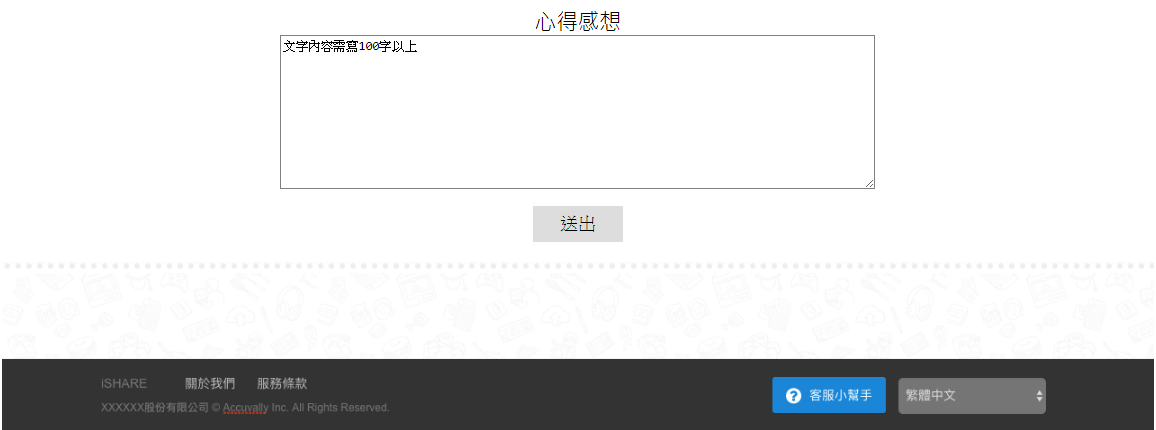 心得感想
文字內容需寫100字以上
送出
iSHARE 關於我們 服務條款
XXXXXX股份有限公司 © Accuvally Inc. All Rights Reserved.
客服小幫手 繁體中文